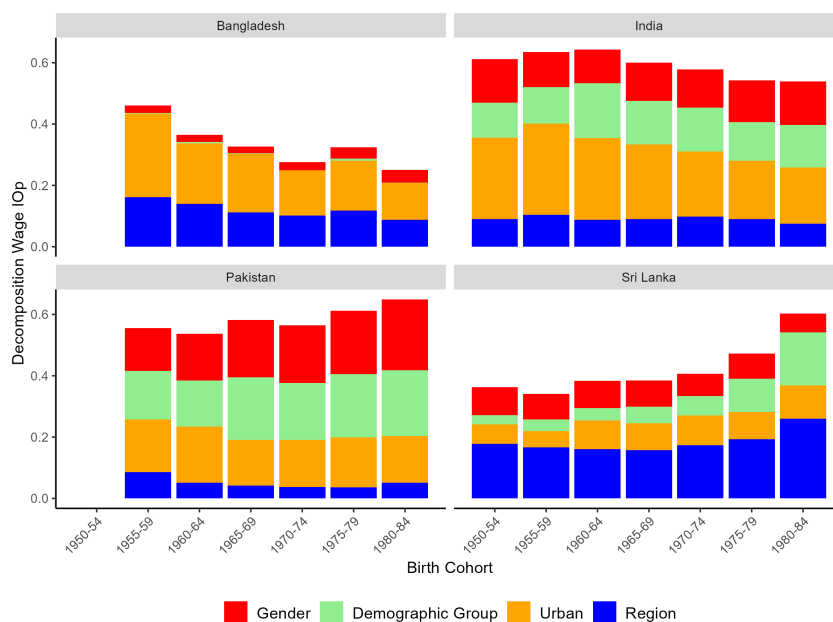 Bangladesh
India
0.6
0.4
0.2
0.0
Pakistan
Sri Lanka
0.6
0.4
0.2
0.0
Decomposition Wage IOp
1950-54
1955-59
1960-64
1965-69
1970-74
1975-79
1980-84
1950-54
1955-59
1960-64
1965-69
1970-74
1975-79
1980-84
Birth Cohort
Gender
Demographic Group
Urban
Region